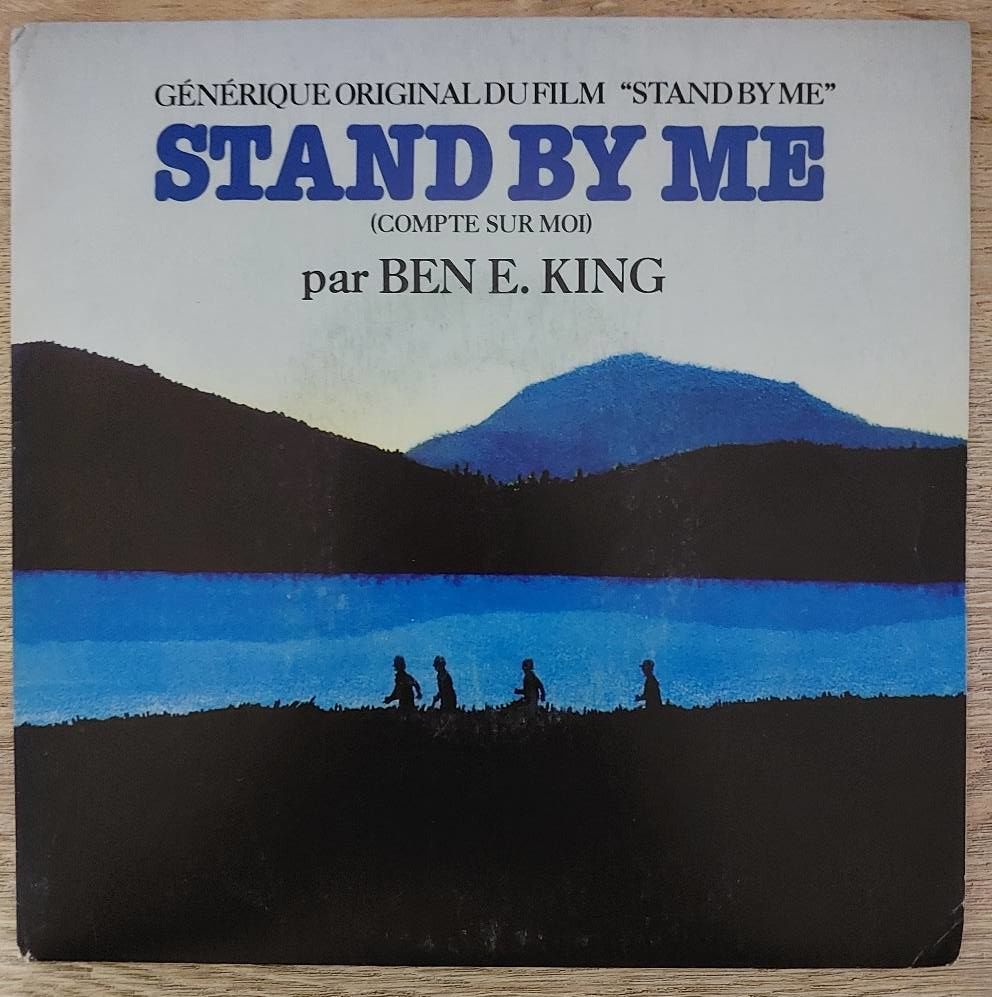 GÉNÉRIQUE ORIGINAL DU FILM “STAND BY ME”
STAND BY ME
(COMPTE SUR MOI)
par BEN E. KING